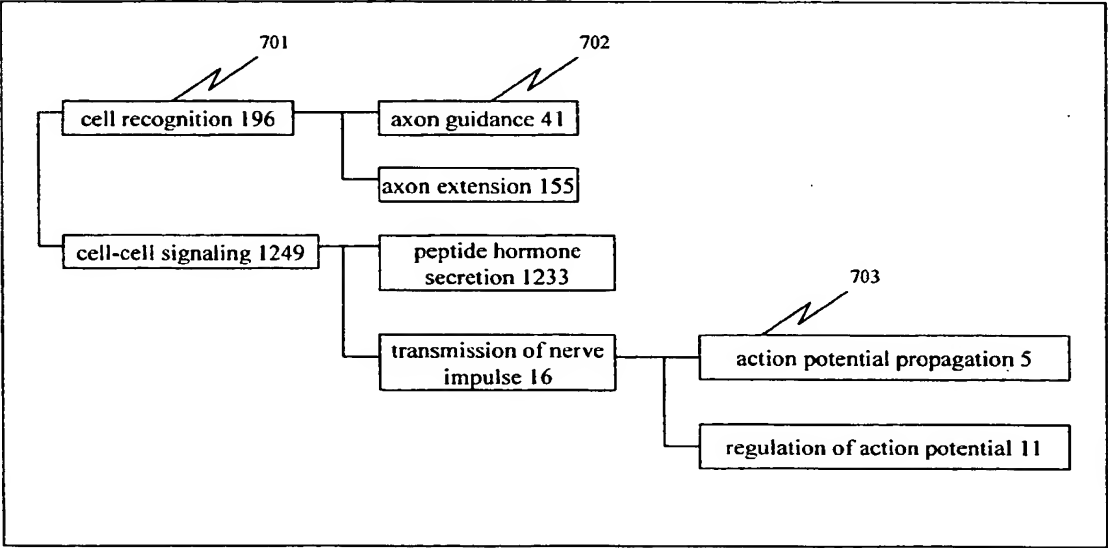 701
702
cell recognition 196
axon guidance 41
axon extension 155
cell-cell signaling 1249
peptide hormone
secretion 1233
703
transmission of nerve
impulse 16
action potential propagation 5
regulation of action potential 11